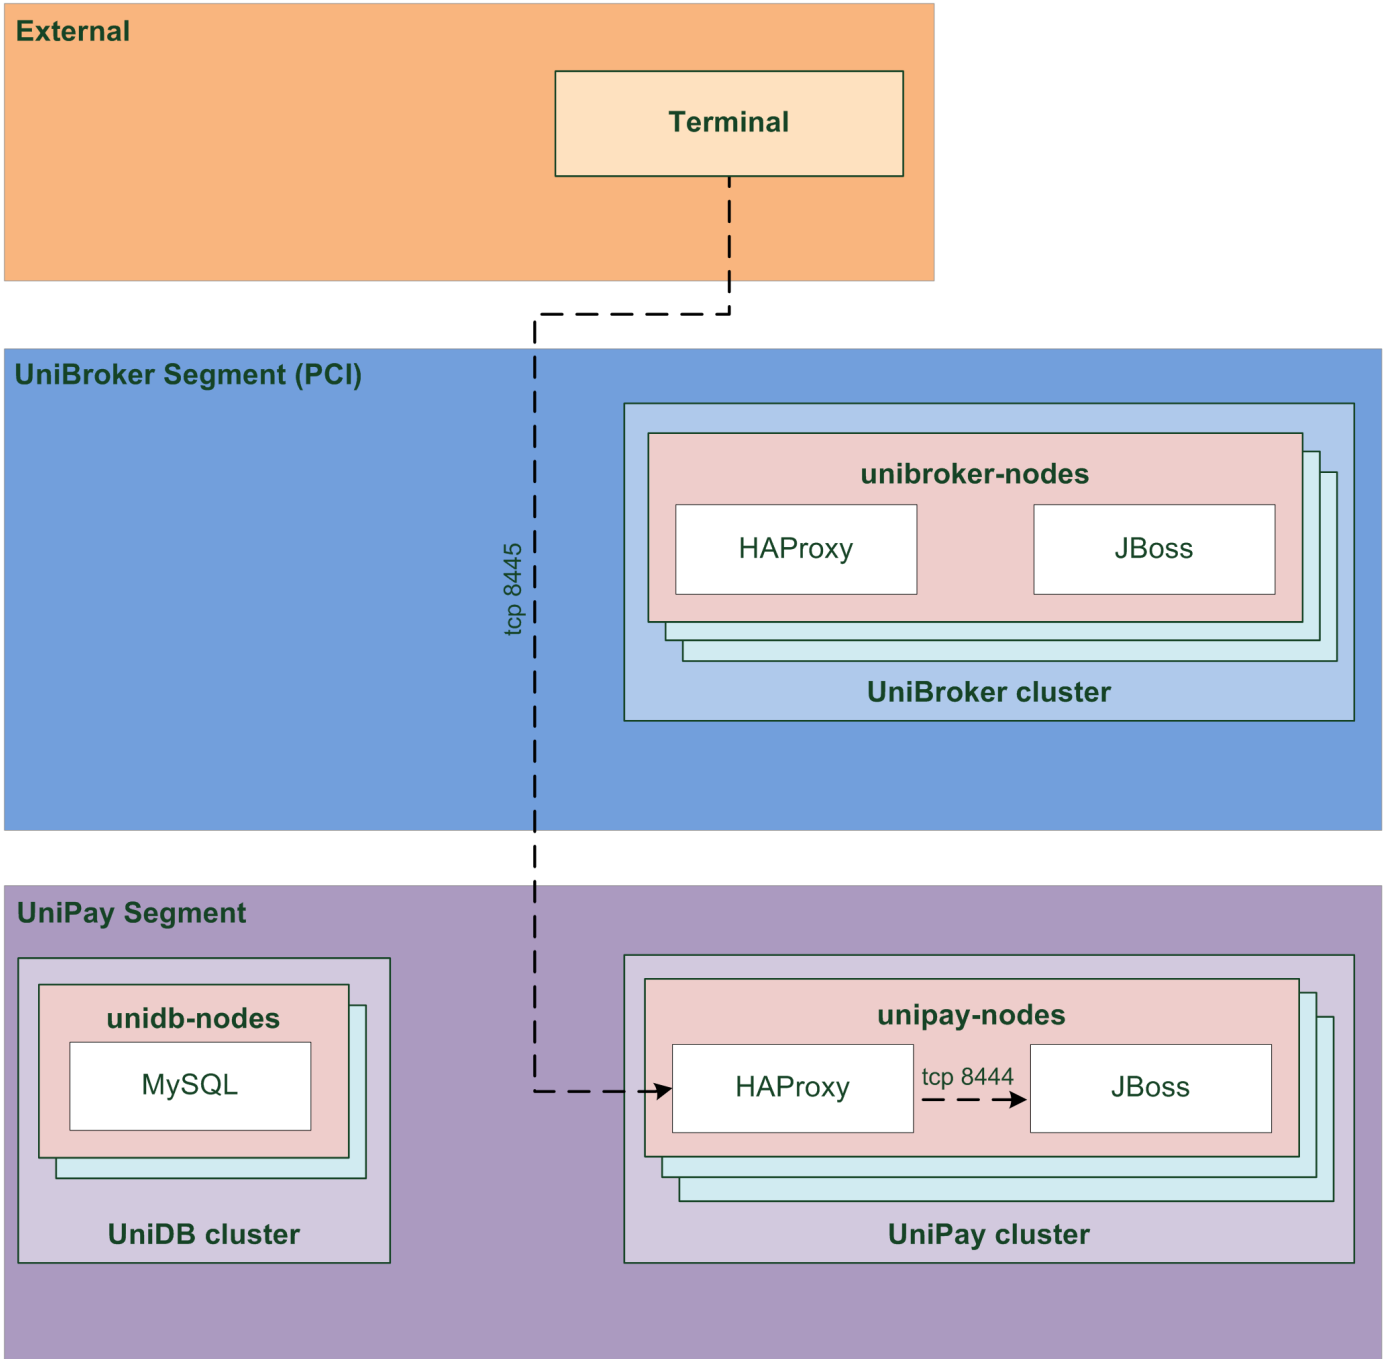 External
Terminal
UniBroker Segment (PCI)
unibroker-nodes
HAProxy
JBoss
tcp 8445
UniBroker cluster
UniPay Segment
unidb-nodes
MySQL
UniDB cluster
unipay-nodes
HAProxy
tcp 8444
JBoss
UniPay cluster